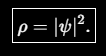 ρ = |ψ|².